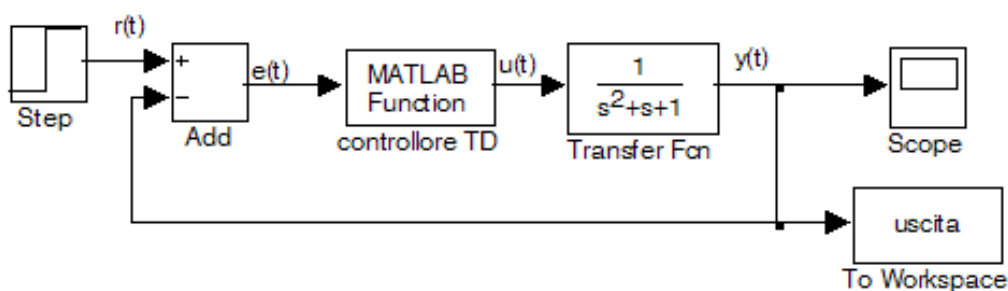 r(t)
+
−
Step
Add
e(t)
MATLAB
Function
controllore TD
u(t)
1
s²+s+1
Transfer Fcn
y(t)
Scope
uscita
To Workspace